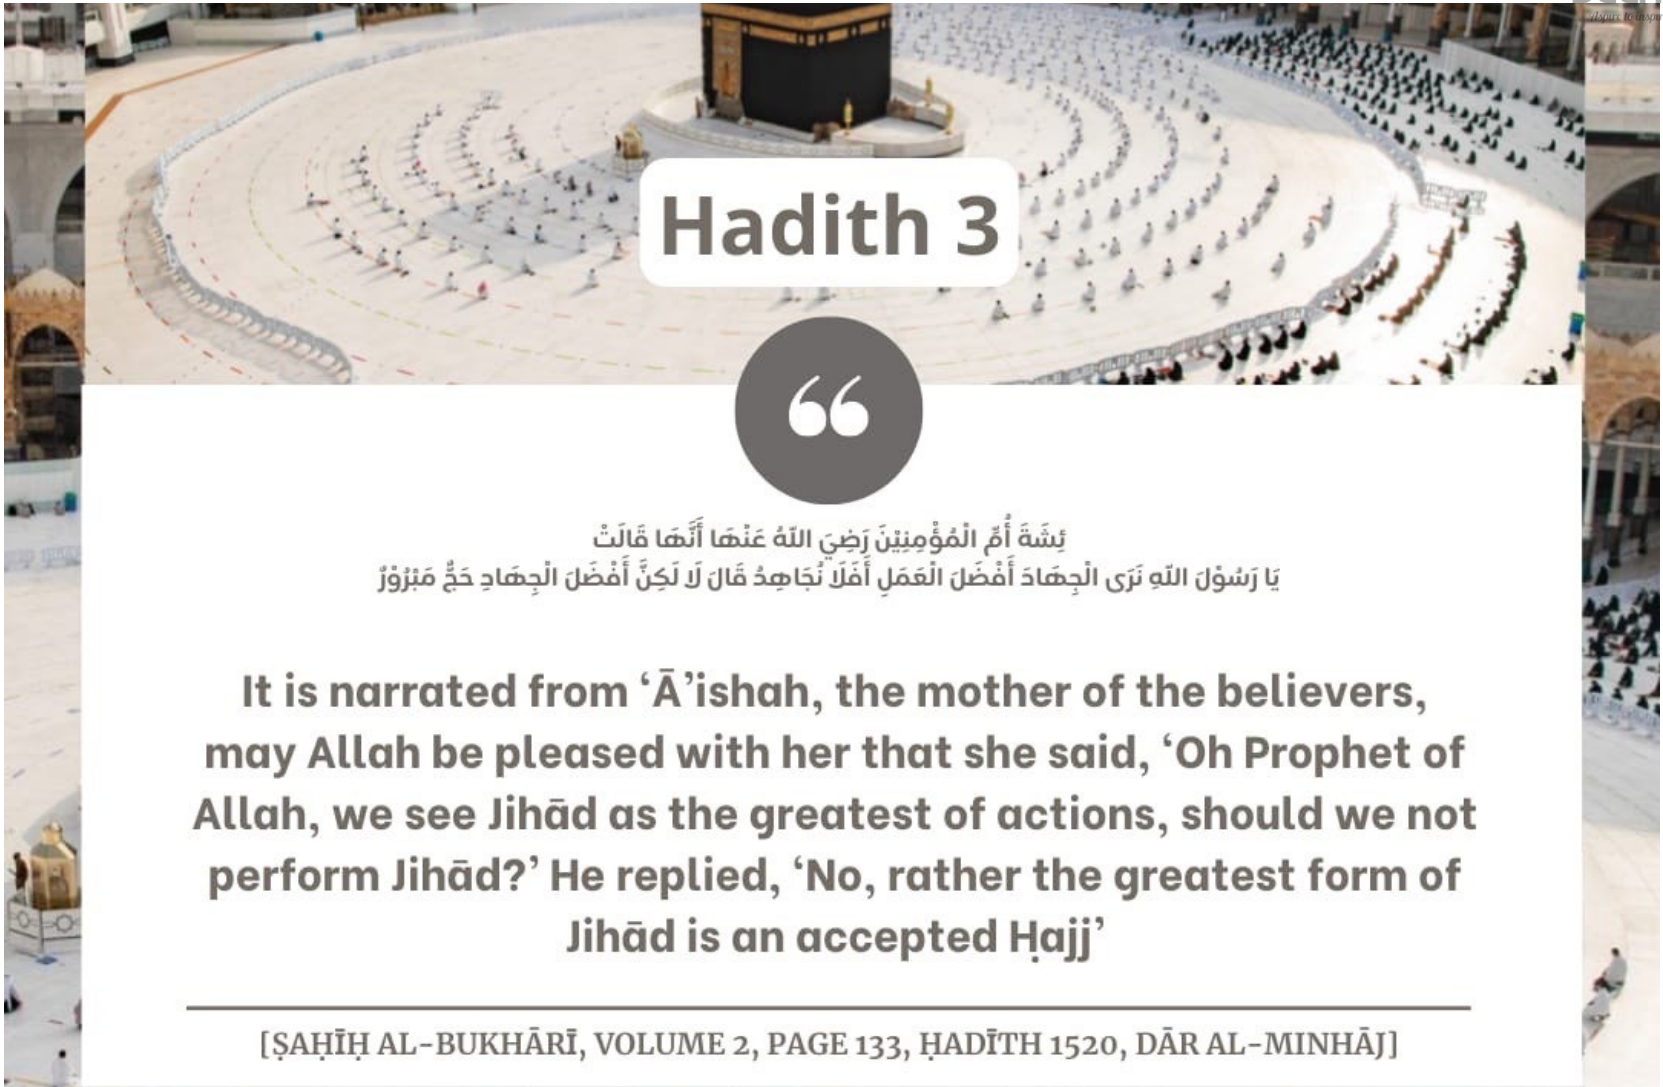 Hadith 3
ئِشَةَ أُمِّ الْمُؤْمِنِيْنَ رَضِيَ اللّٰهُ عَنْهَا أَنَّهَا قَالَتْ
يَا رَسُوْلَ اللّٰهِ نَرَى الْجِهَادَ أَفْضَلَ الْعَمَلِ أَفَلَا نُجَاهِدُ قَالَ لَا لَكِنَّ أَفْضَلَ الْجِهَادِ حَجٌّ مَبْرُوْرٌ
It is narrated from ‘Ā’ishah, the mother of the believers,
may Allah be pleased with her that she said, ‘Oh Prophet of
Allah, we see Jihād as the greatest of actions, should we not
perform Jihād?’ He replied, ‘No, rather the greatest form of
Jihād is an accepted Ḥajj’
[ṢAḤĪḤ AL-BUKHĀRĪ, VOLUME 2, PAGE 133, ḤADĪTH 1520, DĀR AL-MINHĀJ]